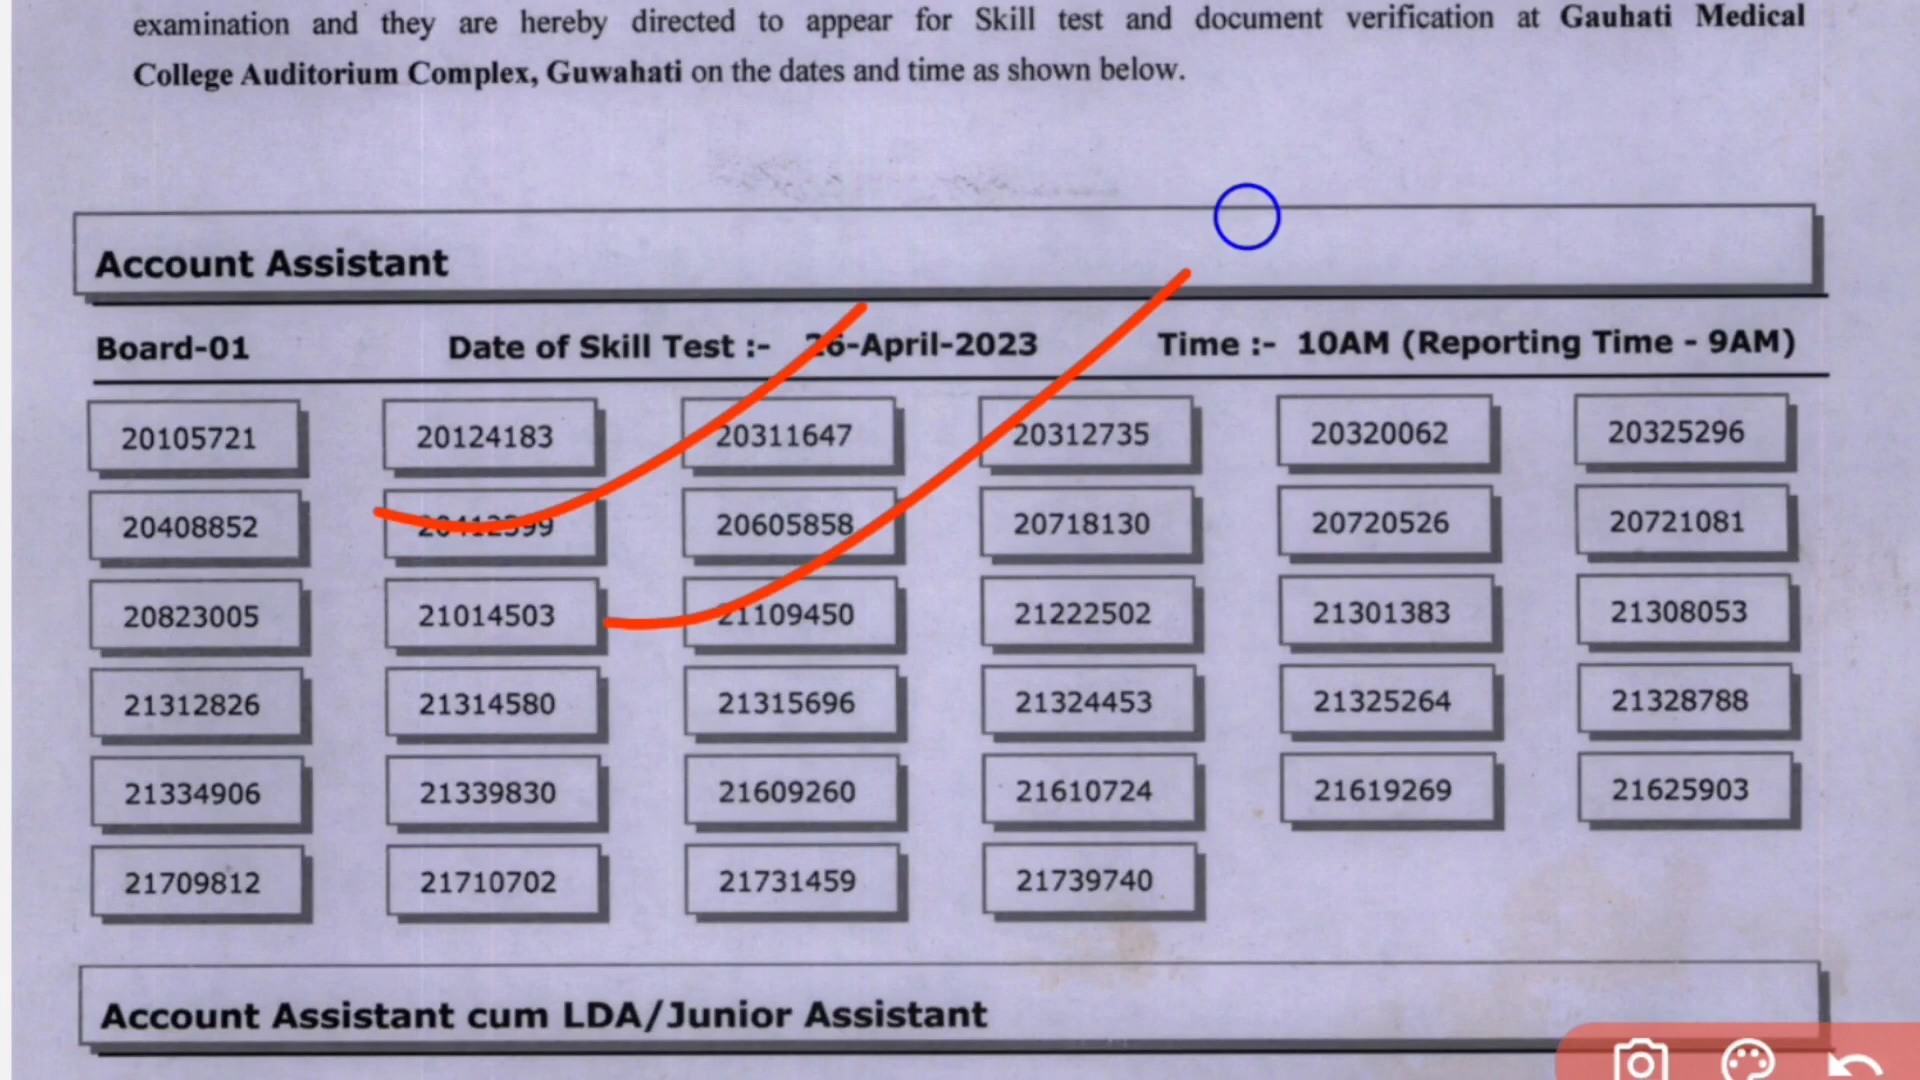 examination and they are hereby directed to appear for Skill test and document verification at Gauhati Medical
College Auditorium Complex, Guwahati on the dates and time as shown below.
Account Assistant
Board-01 Date of Skill Test :- 26-April-2023 Time :- 10AM (Reporting Time - 9AM)
20105721 20124183 20311647 20312735 20320062 20325296
20408852 20605858 20718130 20720526 20721081
20823005 21014503 21109450 21222502 21301383 21308053
21312826 21314580 21315696 21324453 21325264 21328788
21334906 21339830 21609260 21610724 21619269 21625903
21709812 21710702 21731459 21739740
Account Assistant cum LDA/Junior Assistant